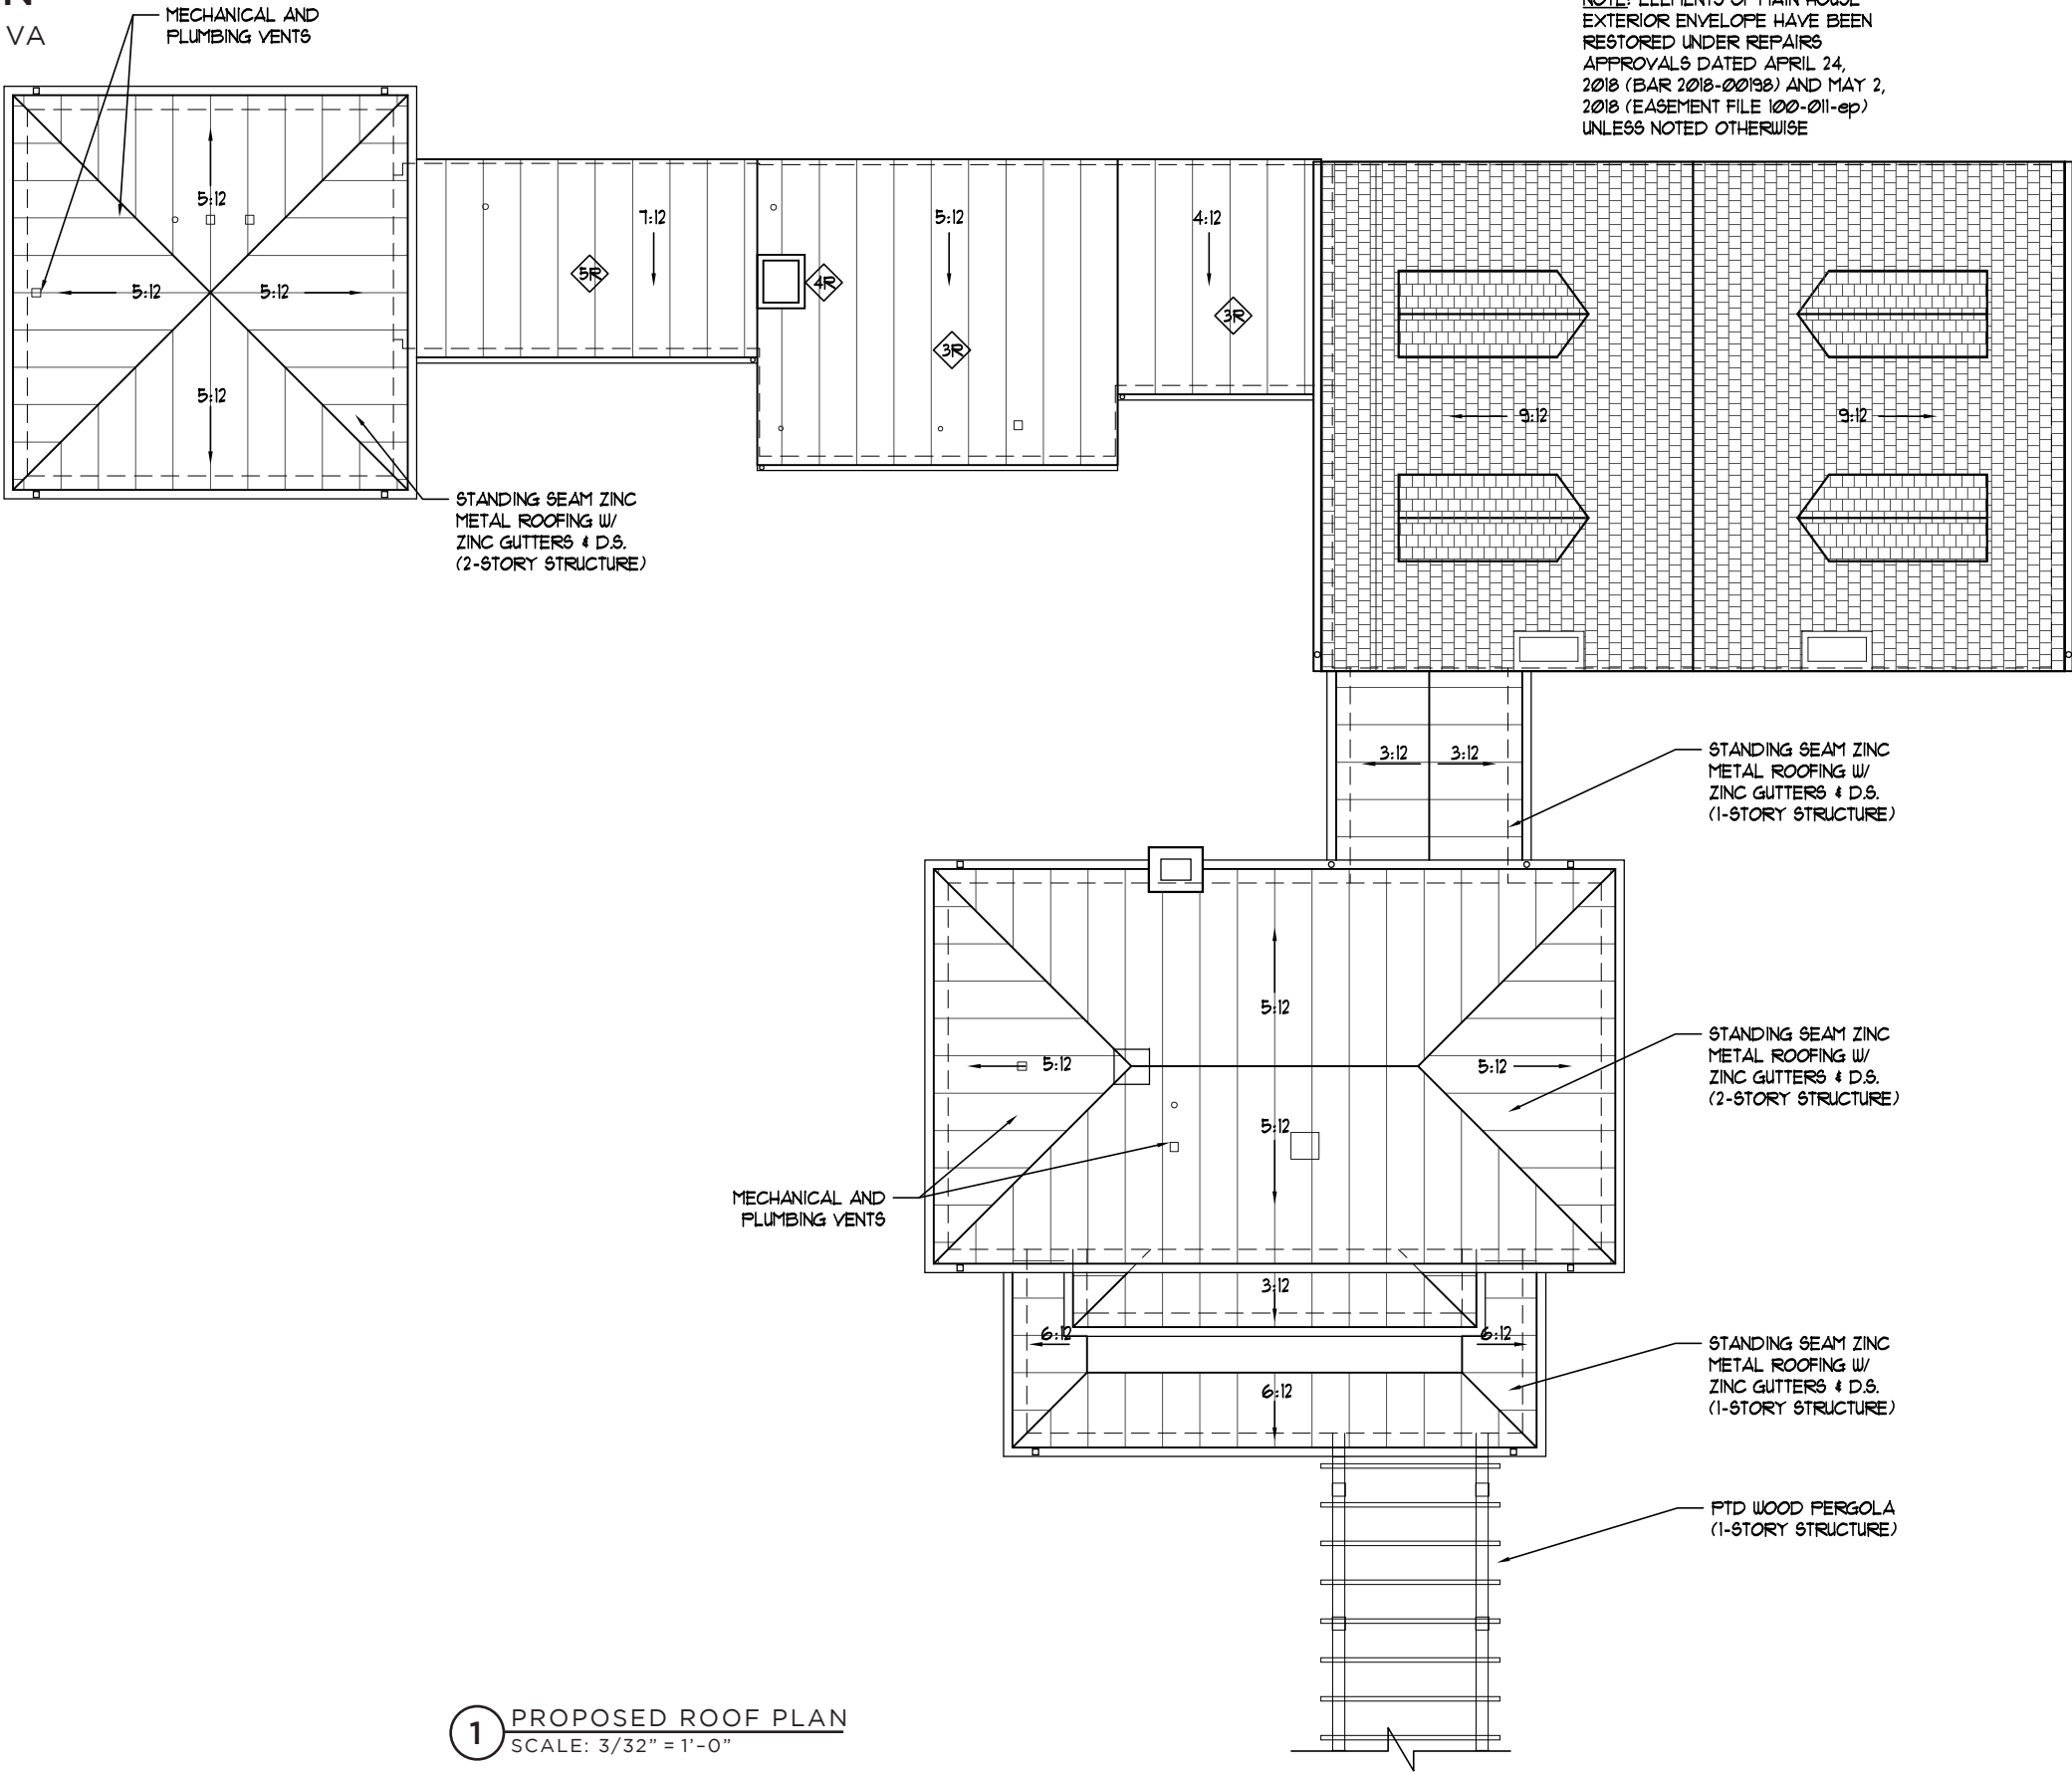 VA
MECHANICAL AND
PLUMBING VENTS
NOTE: ELEMENTS OF MAIN HOUSE
EXTERIOR ENVELOPE HAVE BEEN
RESTORED UNDER REPAIRS
APPROVALS DATED APRIL 24,
2018 (BAR 2018-00198) AND MAY 2,
2018 (EASEMENT FILE 100-011-ep)
UNLESS NOTED OTHERWISE
5:12
5:12
5:12
5:12
7:12
5R
4R
5:12
3R
4:12
3R
9:12
9:12
STANDING SEAM ZINC
METAL ROOFING W/
ZINC GUTTERS & D.S.
(2-STORY STRUCTURE)
3:12
3:12
STANDING SEAM ZINC
METAL ROOFING W/
ZINC GUTTERS & D.S.
(1-STORY STRUCTURE)
5:12
5:12
5:12
5:12
STANDING SEAM ZINC
METAL ROOFING W/
ZINC GUTTERS & D.S.
(2-STORY STRUCTURE)
MECHANICAL AND
PLUMBING VENTS
3:12
6:12
6:12
6:12
STANDING SEAM ZINC
METAL ROOFING W/
ZINC GUTTERS & D.S.
(1-STORY STRUCTURE)
PTD WOOD PERGOLA
(1-STORY STRUCTURE)
1
PROPOSED ROOF PLAN
SCALE: 3/32” = 1’-0”